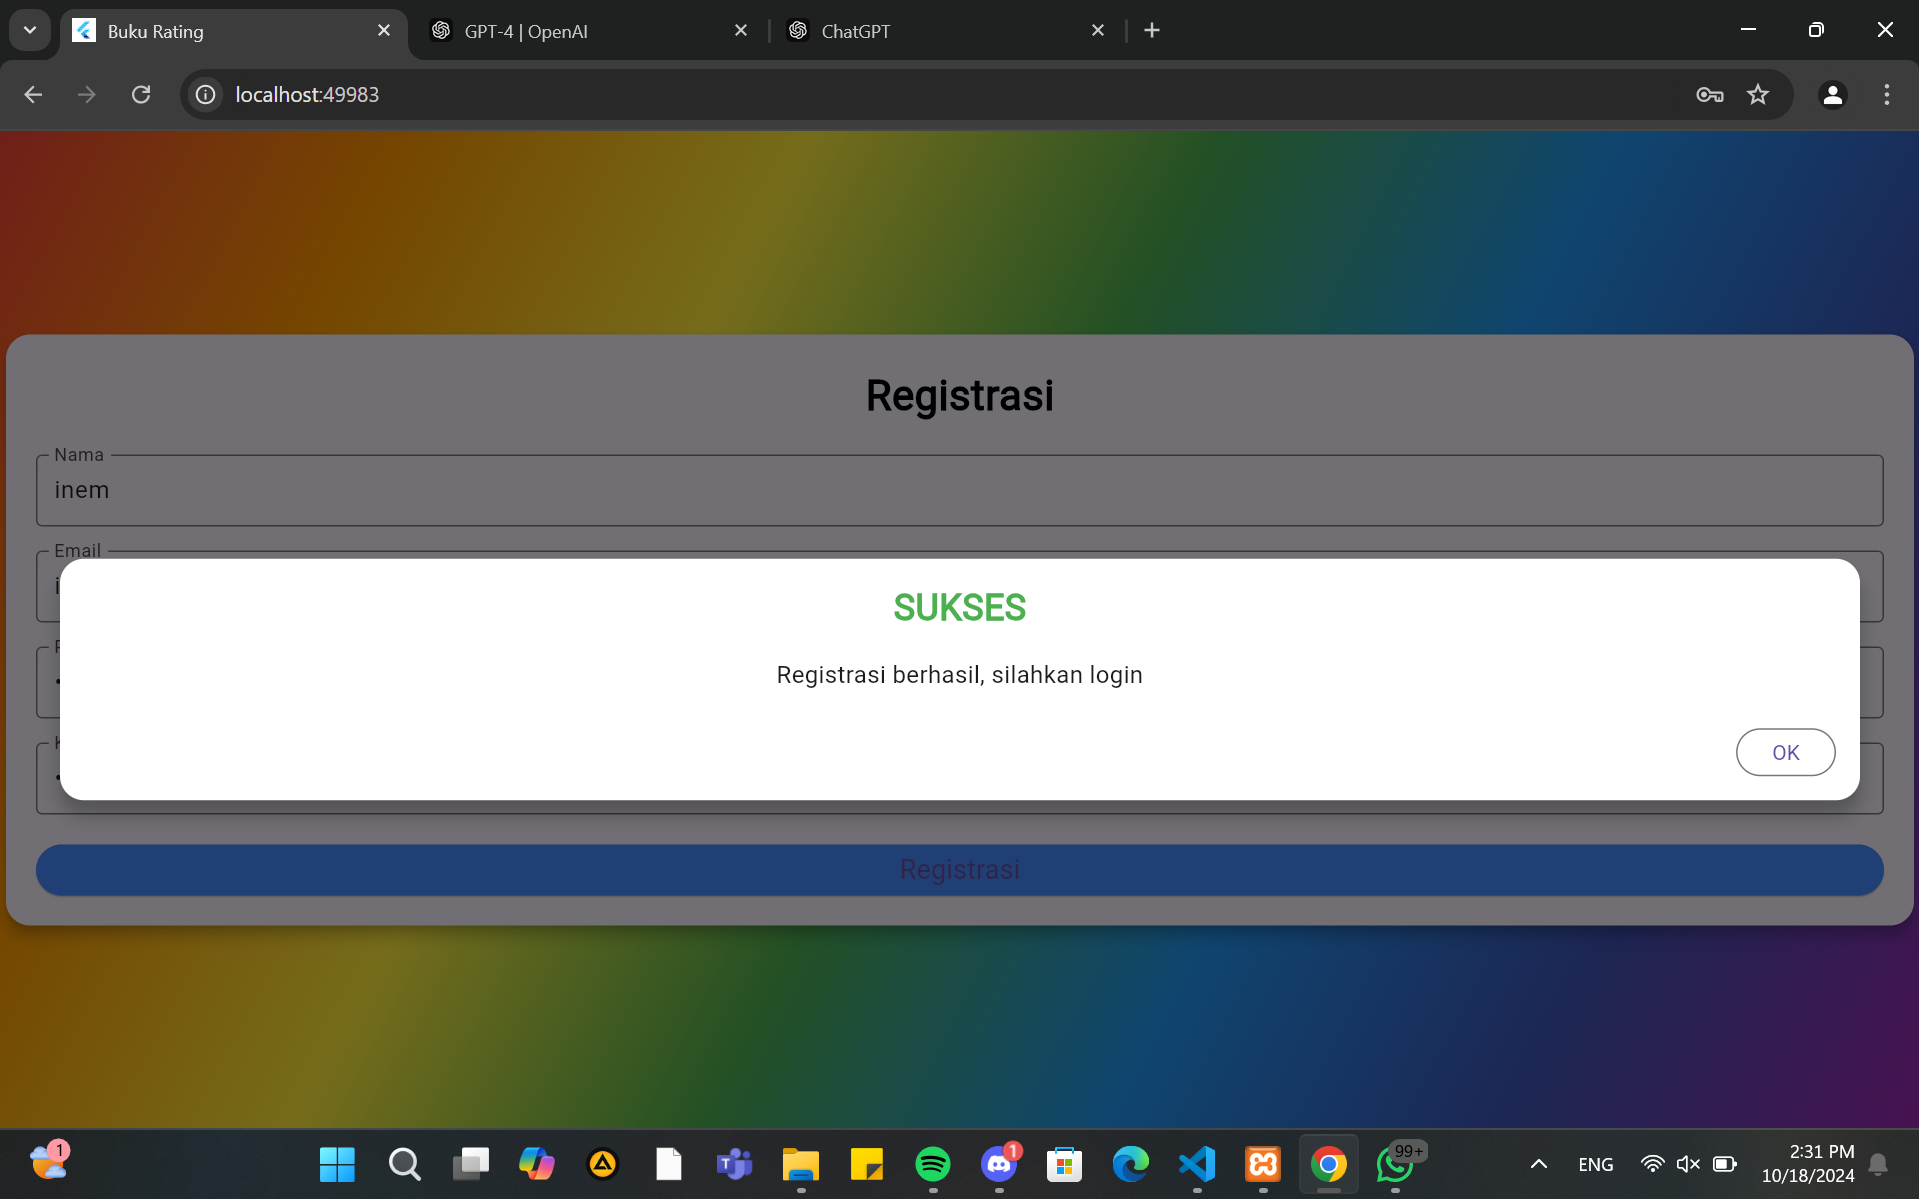 Buku Rating
GPT-4 | OpenAI
ChatGPT
localhost:49983
Registrasi
Nama
inem
Email
SUKSES
Registrasi berhasil, silahkan login
OK
Registrasi
1
1
99+
ENG
2:31 PM
10/18/2024